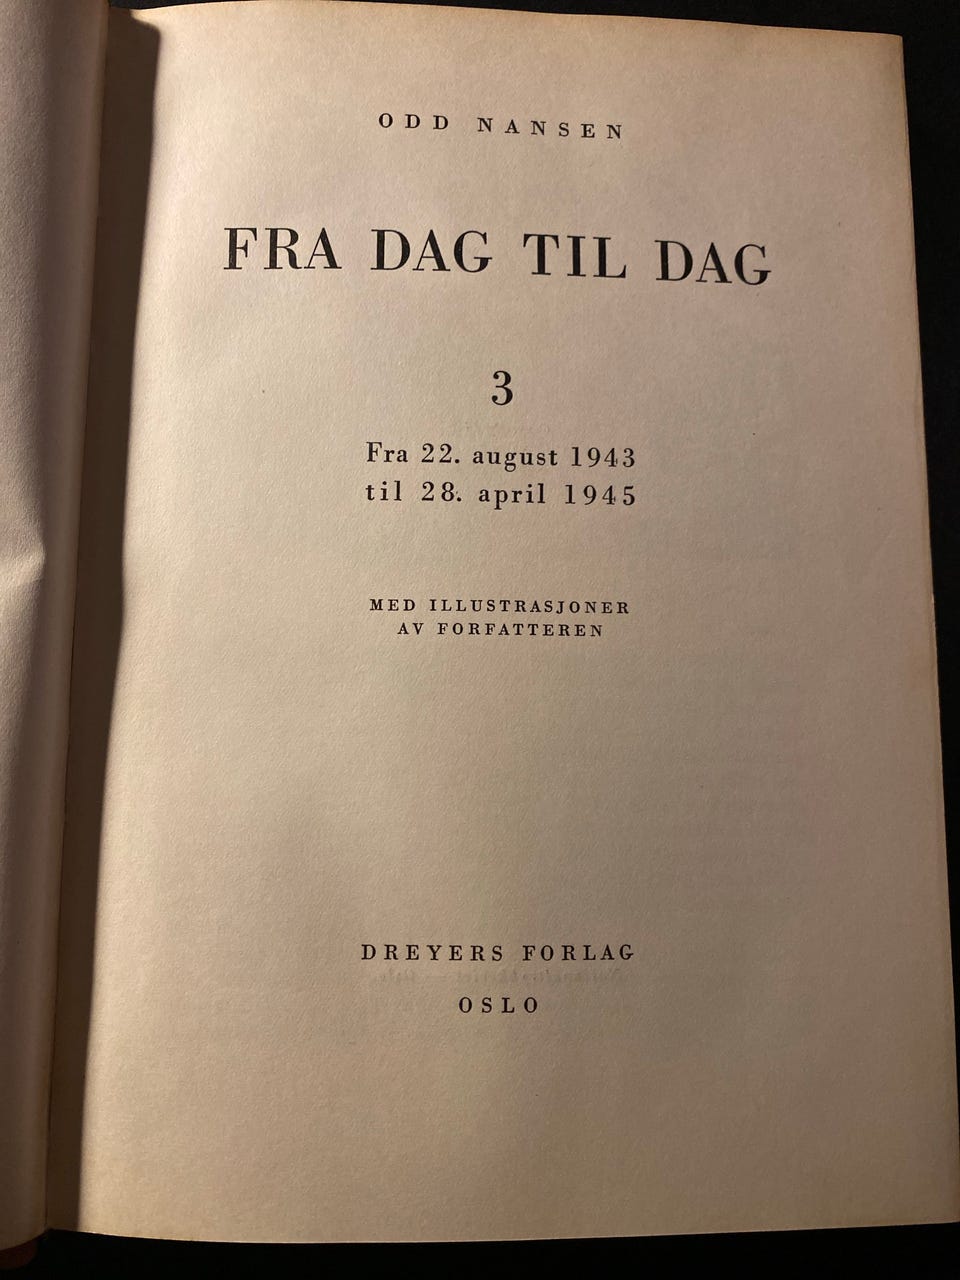 ODD NANSEN
FRA DAG TIL DAG
3
Fra 22. august 1943
til 28. april 1945
MED ILLUSTRASJONER
AV FORFATTEREN
DREYERS FORLAG
OSLO